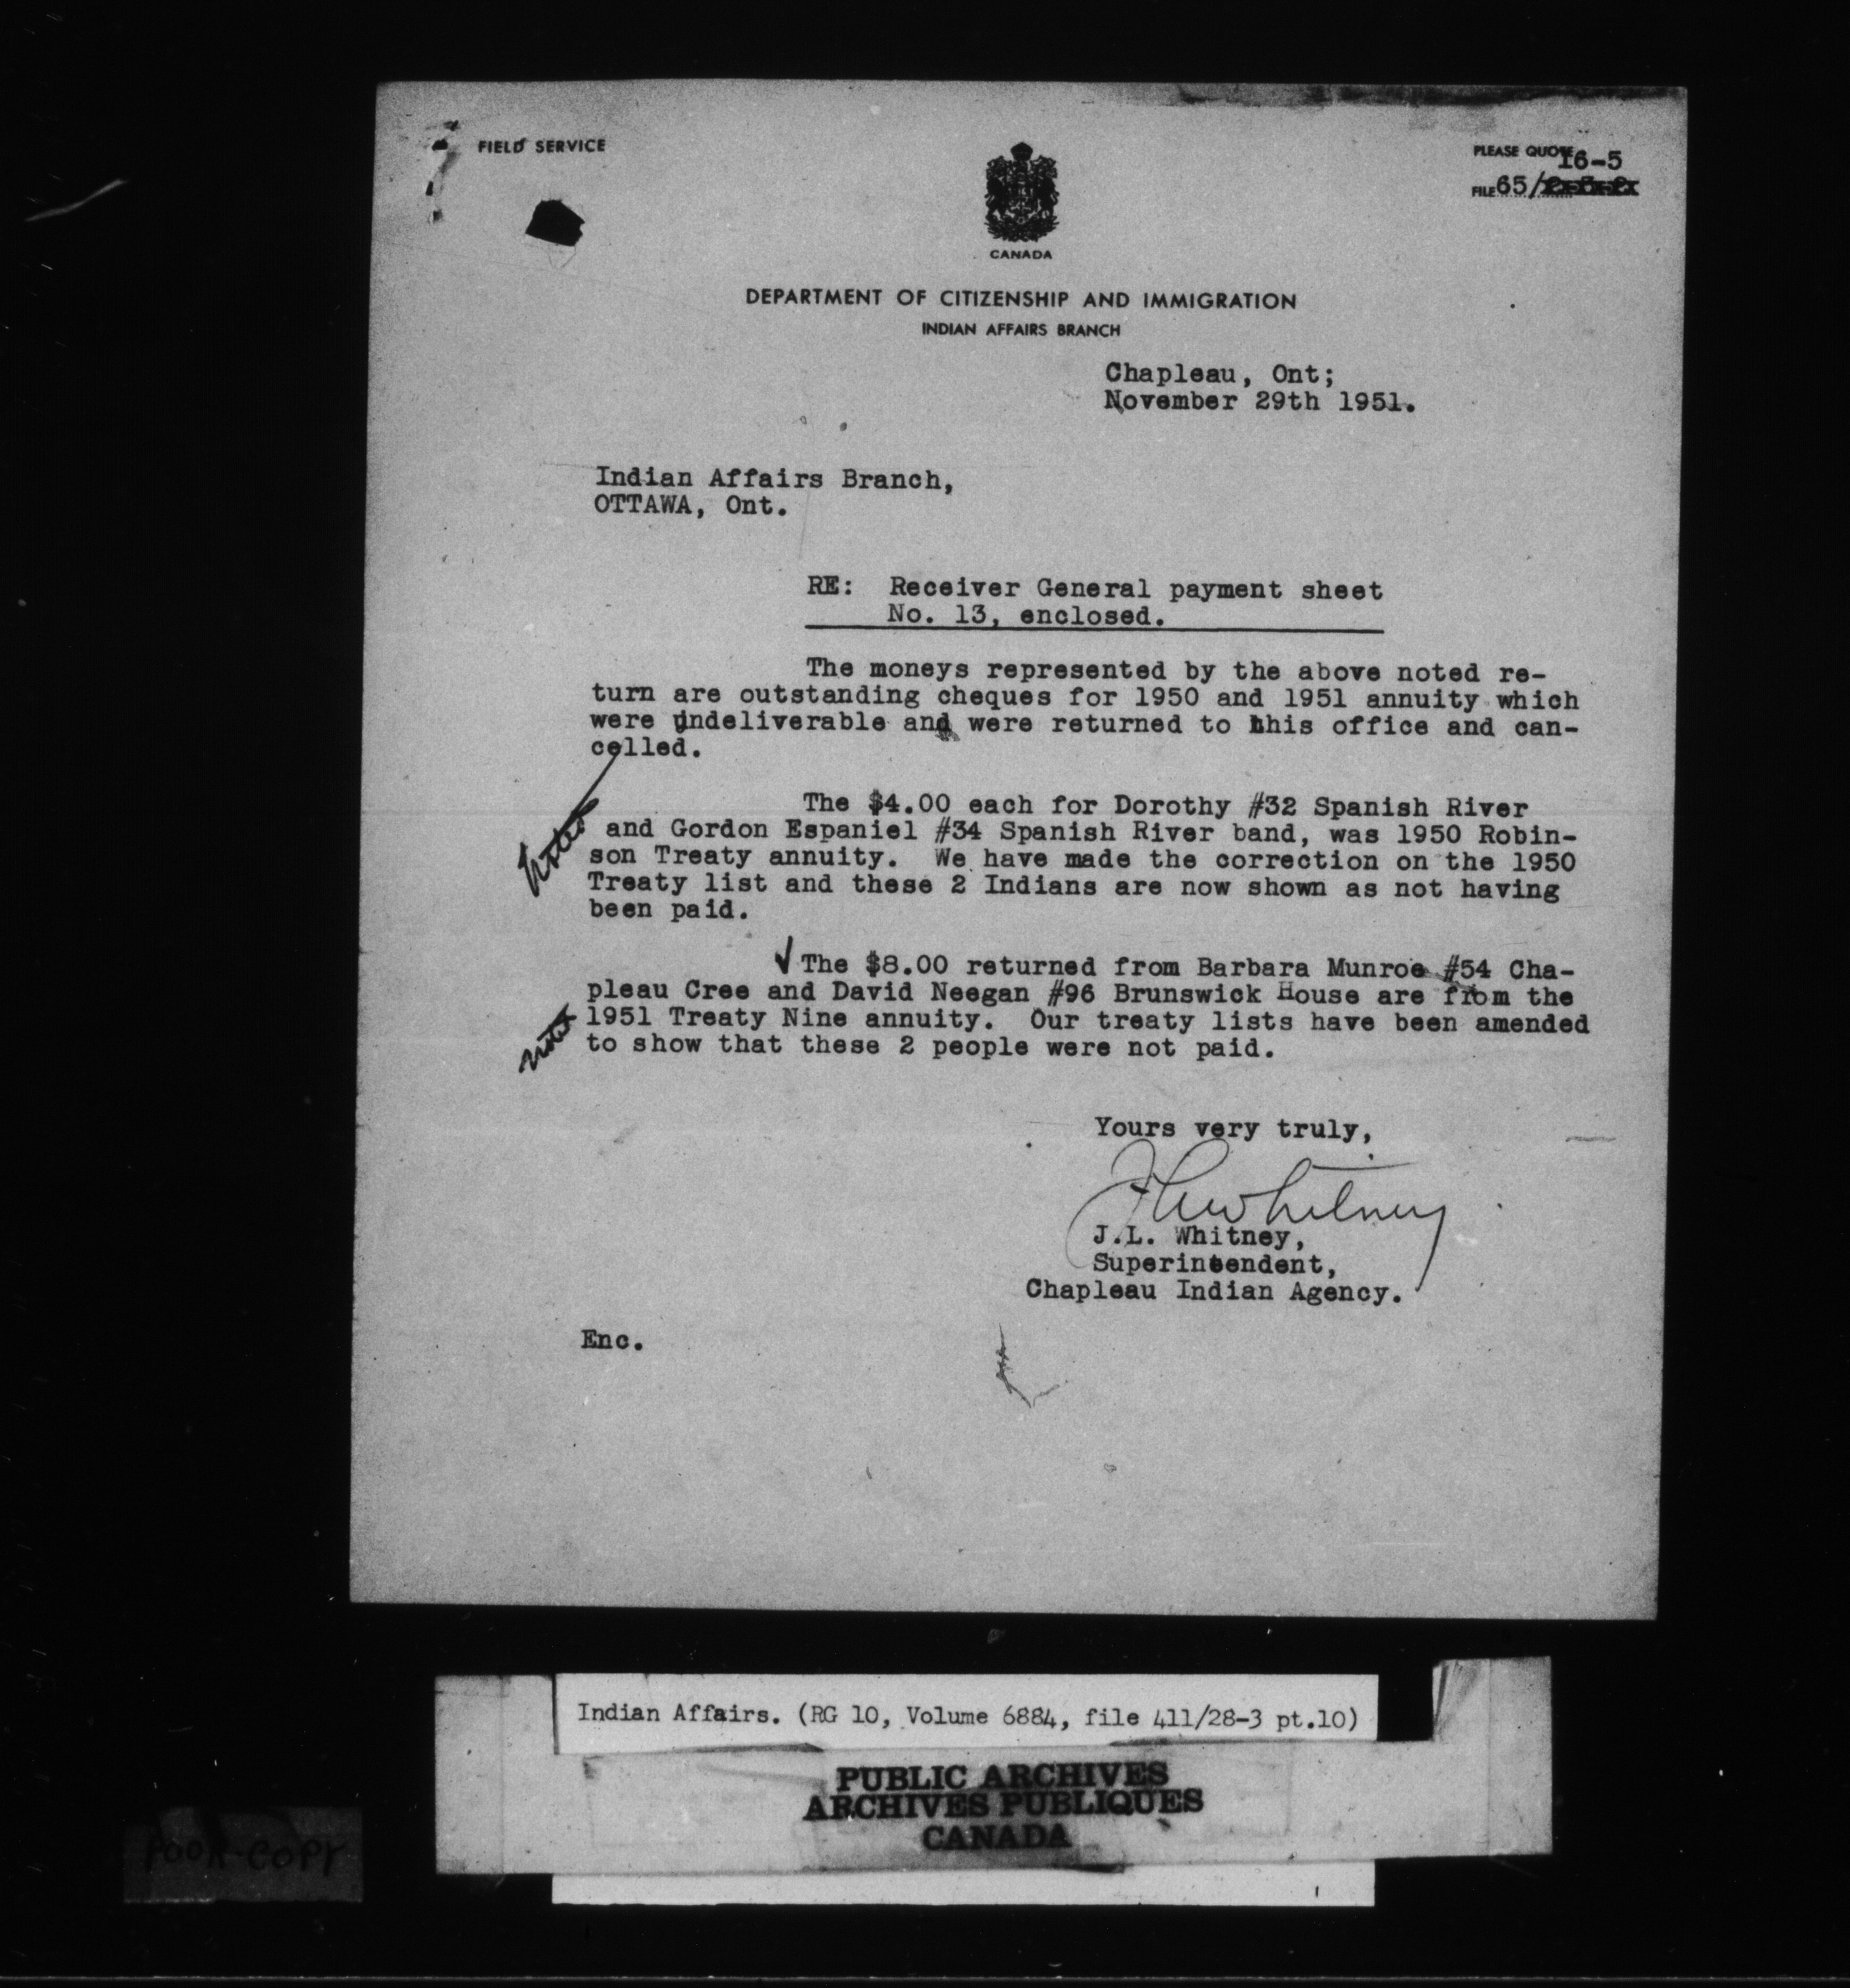 FIELD SERVICE
PLEASE QUOTE
16-5
FILE 65/
CANADA
DEPARTMENT OF CITIZENSHIP AND IMMIGRATION
INDIAN AFFAIRS BRANCH
Chapleau, Ont;
November 29th 1951.
Indian Affairs Branch,
OTTAWA, Ont.
RE: Receiver General payment sheet
No. 13, enclosed.
The moneys represented by the above noted re-
turn are outstanding cheques for 1950 and 1951 annuity which
were undeliverable and were returned to this office and can-
celled.
The $4.00 each for Dorothy #32 Spanish River
and Gordon Espaniel #34 Spanish River band, was 1950 Robin-
son Treaty annuity. We have made the correction on the 1950
Treaty list and these 2 Indians are now shown as not having
been paid.
Noted
The $8.00 returned from Barbara Munroe #54 Cha-
pleau Cree and David Neegan #96 Brunswick House are from the
1951 Treaty Nine annuity. Our treaty lists have been amended
to show that these 2 people were not paid.
noted
Yours very truly,
J L Whitney
J.L. Whitney,
Superintendent,
Chapleau Indian Agency.
Enc.
Indian Affairs. (RG 10, Volume 6884, file 411/28-3 pt.10)
PUBLIC ARCHIVES
ARCHIVES PUBLIQUES
CANADA
POOR COPY